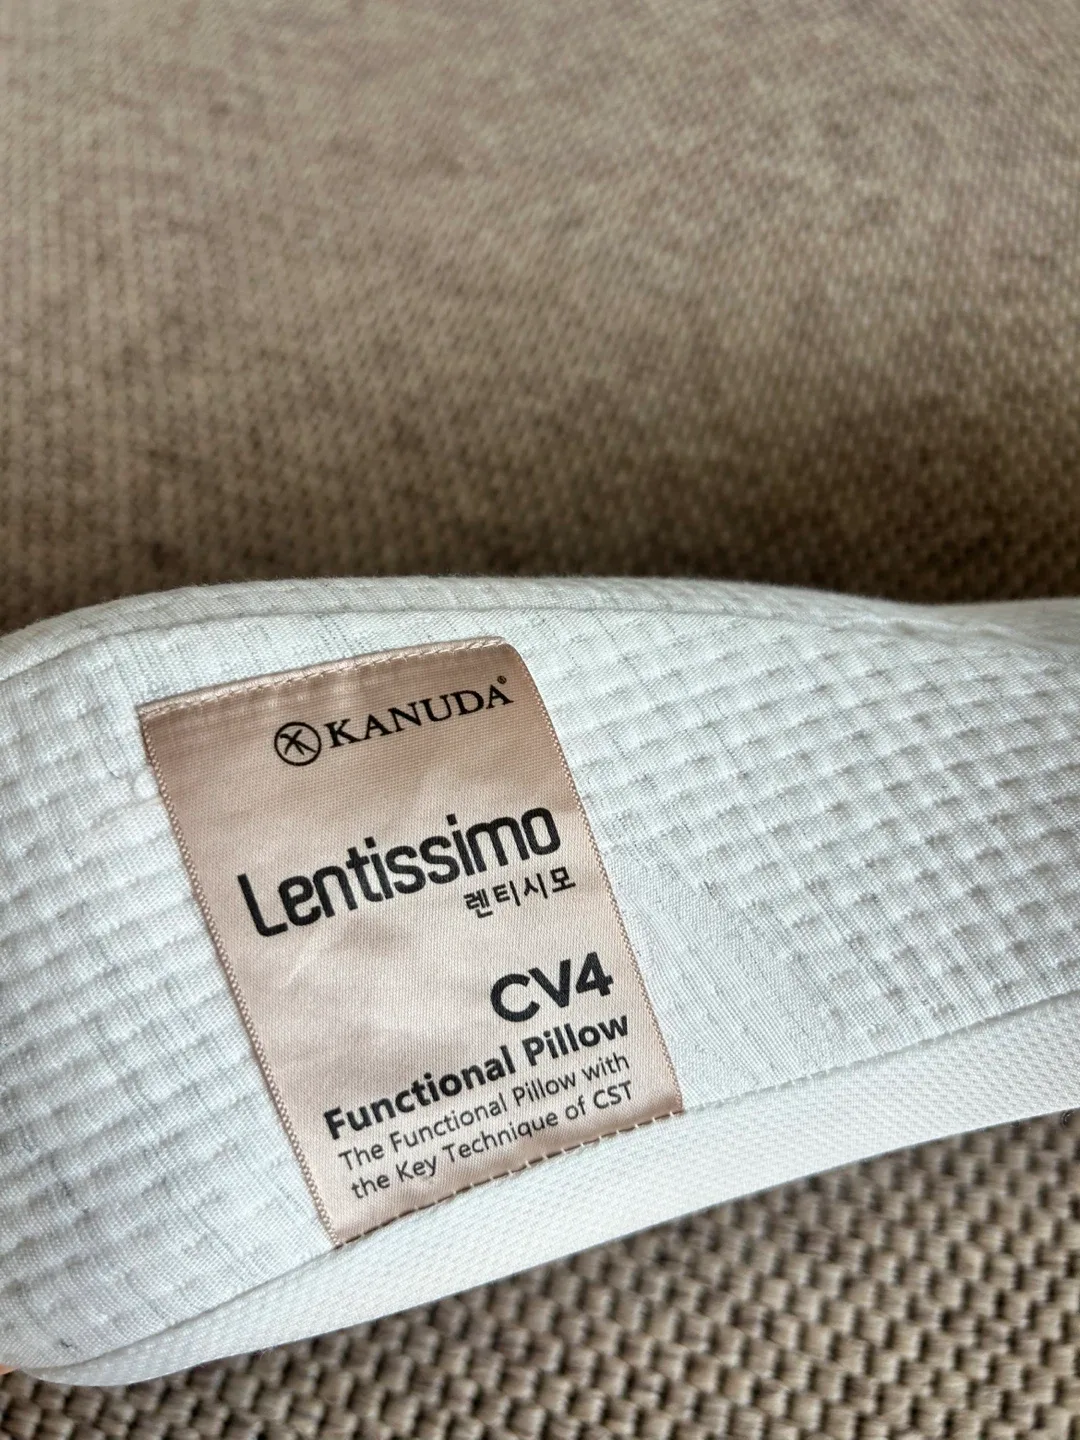 KANUDA®
Lentissimo
렌티시모
CV4
Functional Pillow
The Functional Pillow with
the Key Technique of CST